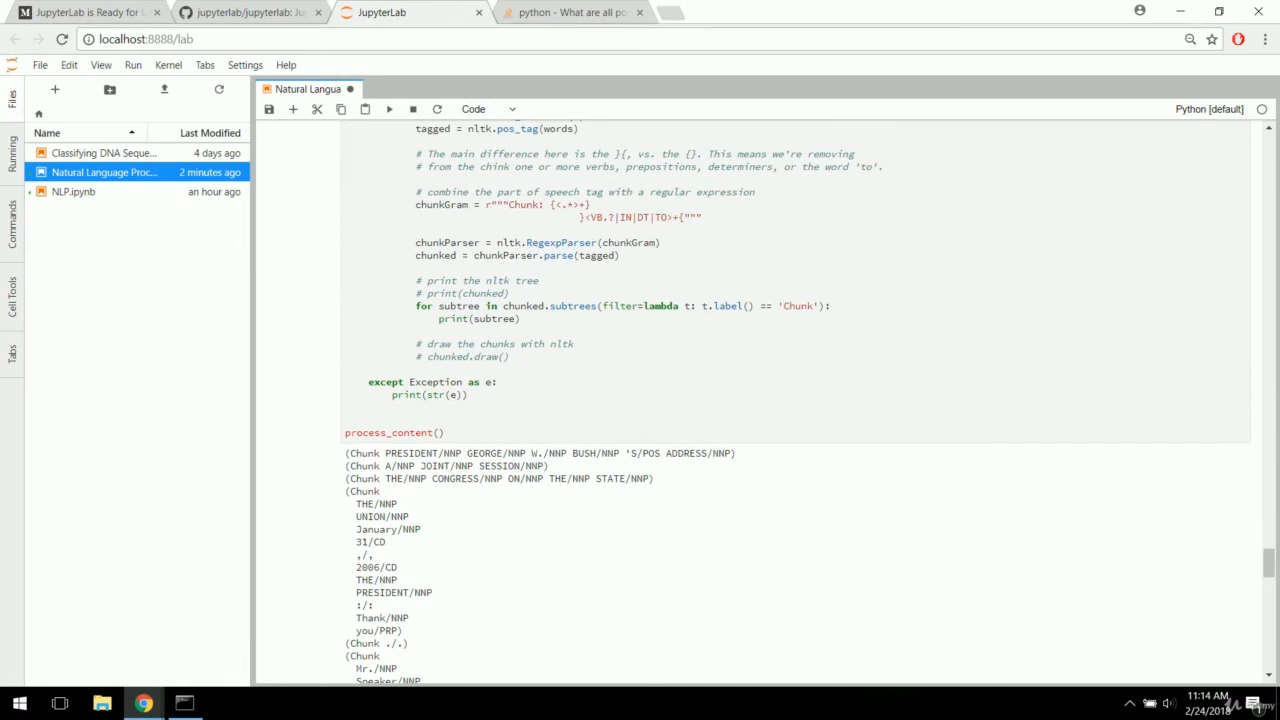 JupyterLab is Ready for
jupyterlab/jupyterlab: Ju
JupyterLab
python - What are all po
localhost:8888/lab
File Edit View Run Kernel Tabs Settings Help
Natural Langua
Code
Python [default]
Files
Running
Commands
Cell Tools
Tabs
Name Last Modified
Classifying DNA Seque... 4 days ago
Natural Language Proc... 2 minutes ago
NLP.ipynb an hour ago
tagged = nltk.pos_tag(words)
# The main difference here is the }{, vs. the {}. This means we're removing
# from the chink one or more verbs, prepositions, determiners, or the word 'to'.
# combine the part of speech tag with a regular expression
chunkGram = r"""Chunk: {<.*>+}
}<VB.?|IN|DT|TO>+{"""
chunkParser = nltk.RegexpParser(chunkGram)
chunked = chunkParser.parse(tagged)
# print the nltk tree
# print(chunked)
for subtree in chunked.subtrees(filter=lambda t: t.label() == 'Chunk'):
print(subtree)
# draw the chunks with nltk
# chunked.draw()
except Exception as e:
print(str(e))
process_content()
(Chunk PRESIDENT/NNP GEORGE/NNP W./NNP BUSH/NNP 'S/POS ADDRESS/NNP)
(Chunk A/NNP JOINT/NNP SESSION/NNP)
(Chunk THE/NNP CONGRESS/NNP ON/NNP THE/NNP STATE/NNP)
(Chunk
THE/NNP
UNION/NNP
January/NNP
31/CD
,/,
2006/CD
THE/NNP
PRESIDENT/NNP
:/:
Thank/NNP
you/PRP)
(Chunk ./.)
(Chunk
Mr./NNP
Speaker/NNP
11:14 AM
2/24/2018